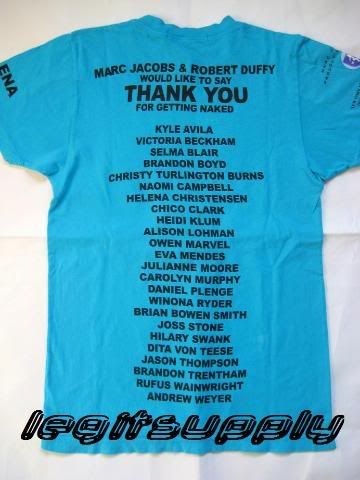 MARC JACOBS & ROBERT DUFFY
WOULD LIKE TO SAY
THANK YOU
FOR GETTING NAKED
KYLE AVILA
VICTORIA BECKHAM
SELMA BLAIR
BRANDON BOYD
CHRISTY TURLINGTON BURNS
NAOMI CAMPBELL
HELENA CHRISTENSEN
CHICO CLARK
HEIDI KLUM
ALISON LOHMAN
OWEN MARVEL
EVA MENDES
JULIANNE MOORE
CAROLYN MURPHY
DANIEL PLENGE
WINONA RYDER
BRIAN BOWEN SMITH
JOSS STONE
HILARY SWANK
DITA VON TEESE
JASON THOMPSON
BRANDON TRENTHAM
RUFUS WAINWRIGHT
ANDREW WEYER
legitsupply